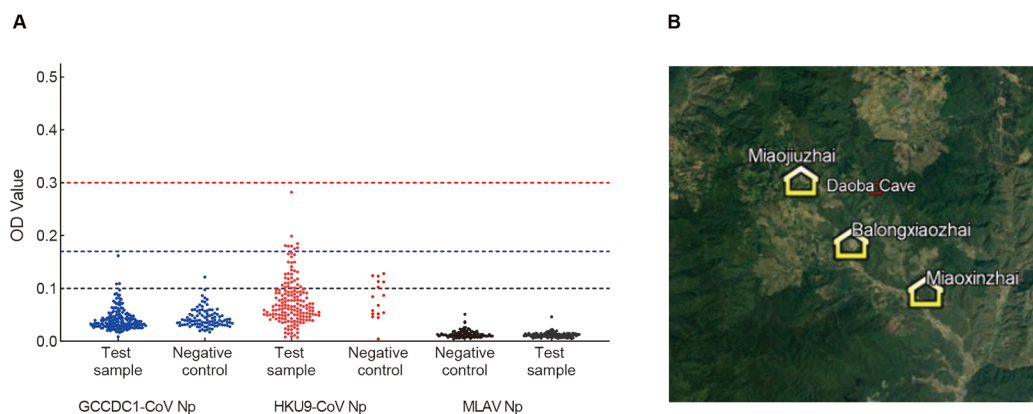 A
B
OD Value
0.5
0.4
0.3
0.2
0.1
0.0
Test sample
Negative control
Test sample
Negative control
Negative control
Test sample
GCCDC1-CoV Np
HKU9-CoV Np
MLAV Np
Miaojiuzhai
Daoba Cave
Balongxiaozhai
Miaoxinzhai